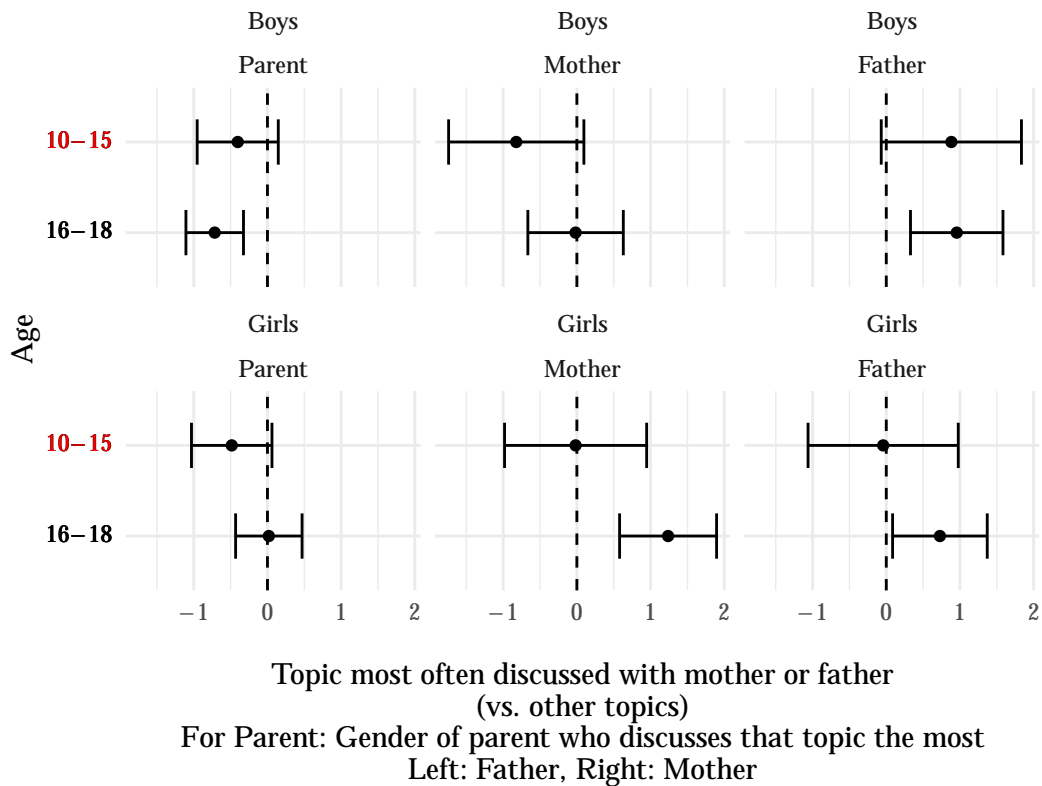 Boys Boys Boys
Parent Mother Father
10−15
16−18
Age
Girls Girls Girls
Parent Mother Father
10−15
16−18
−1 0 1 2 −1 0 1 2 −1 0 1 2
Topic most often discussed with mother or father
(vs. other topics)
For Parent: Gender of parent who discusses that topic the most
Left: Father, Right: Mother